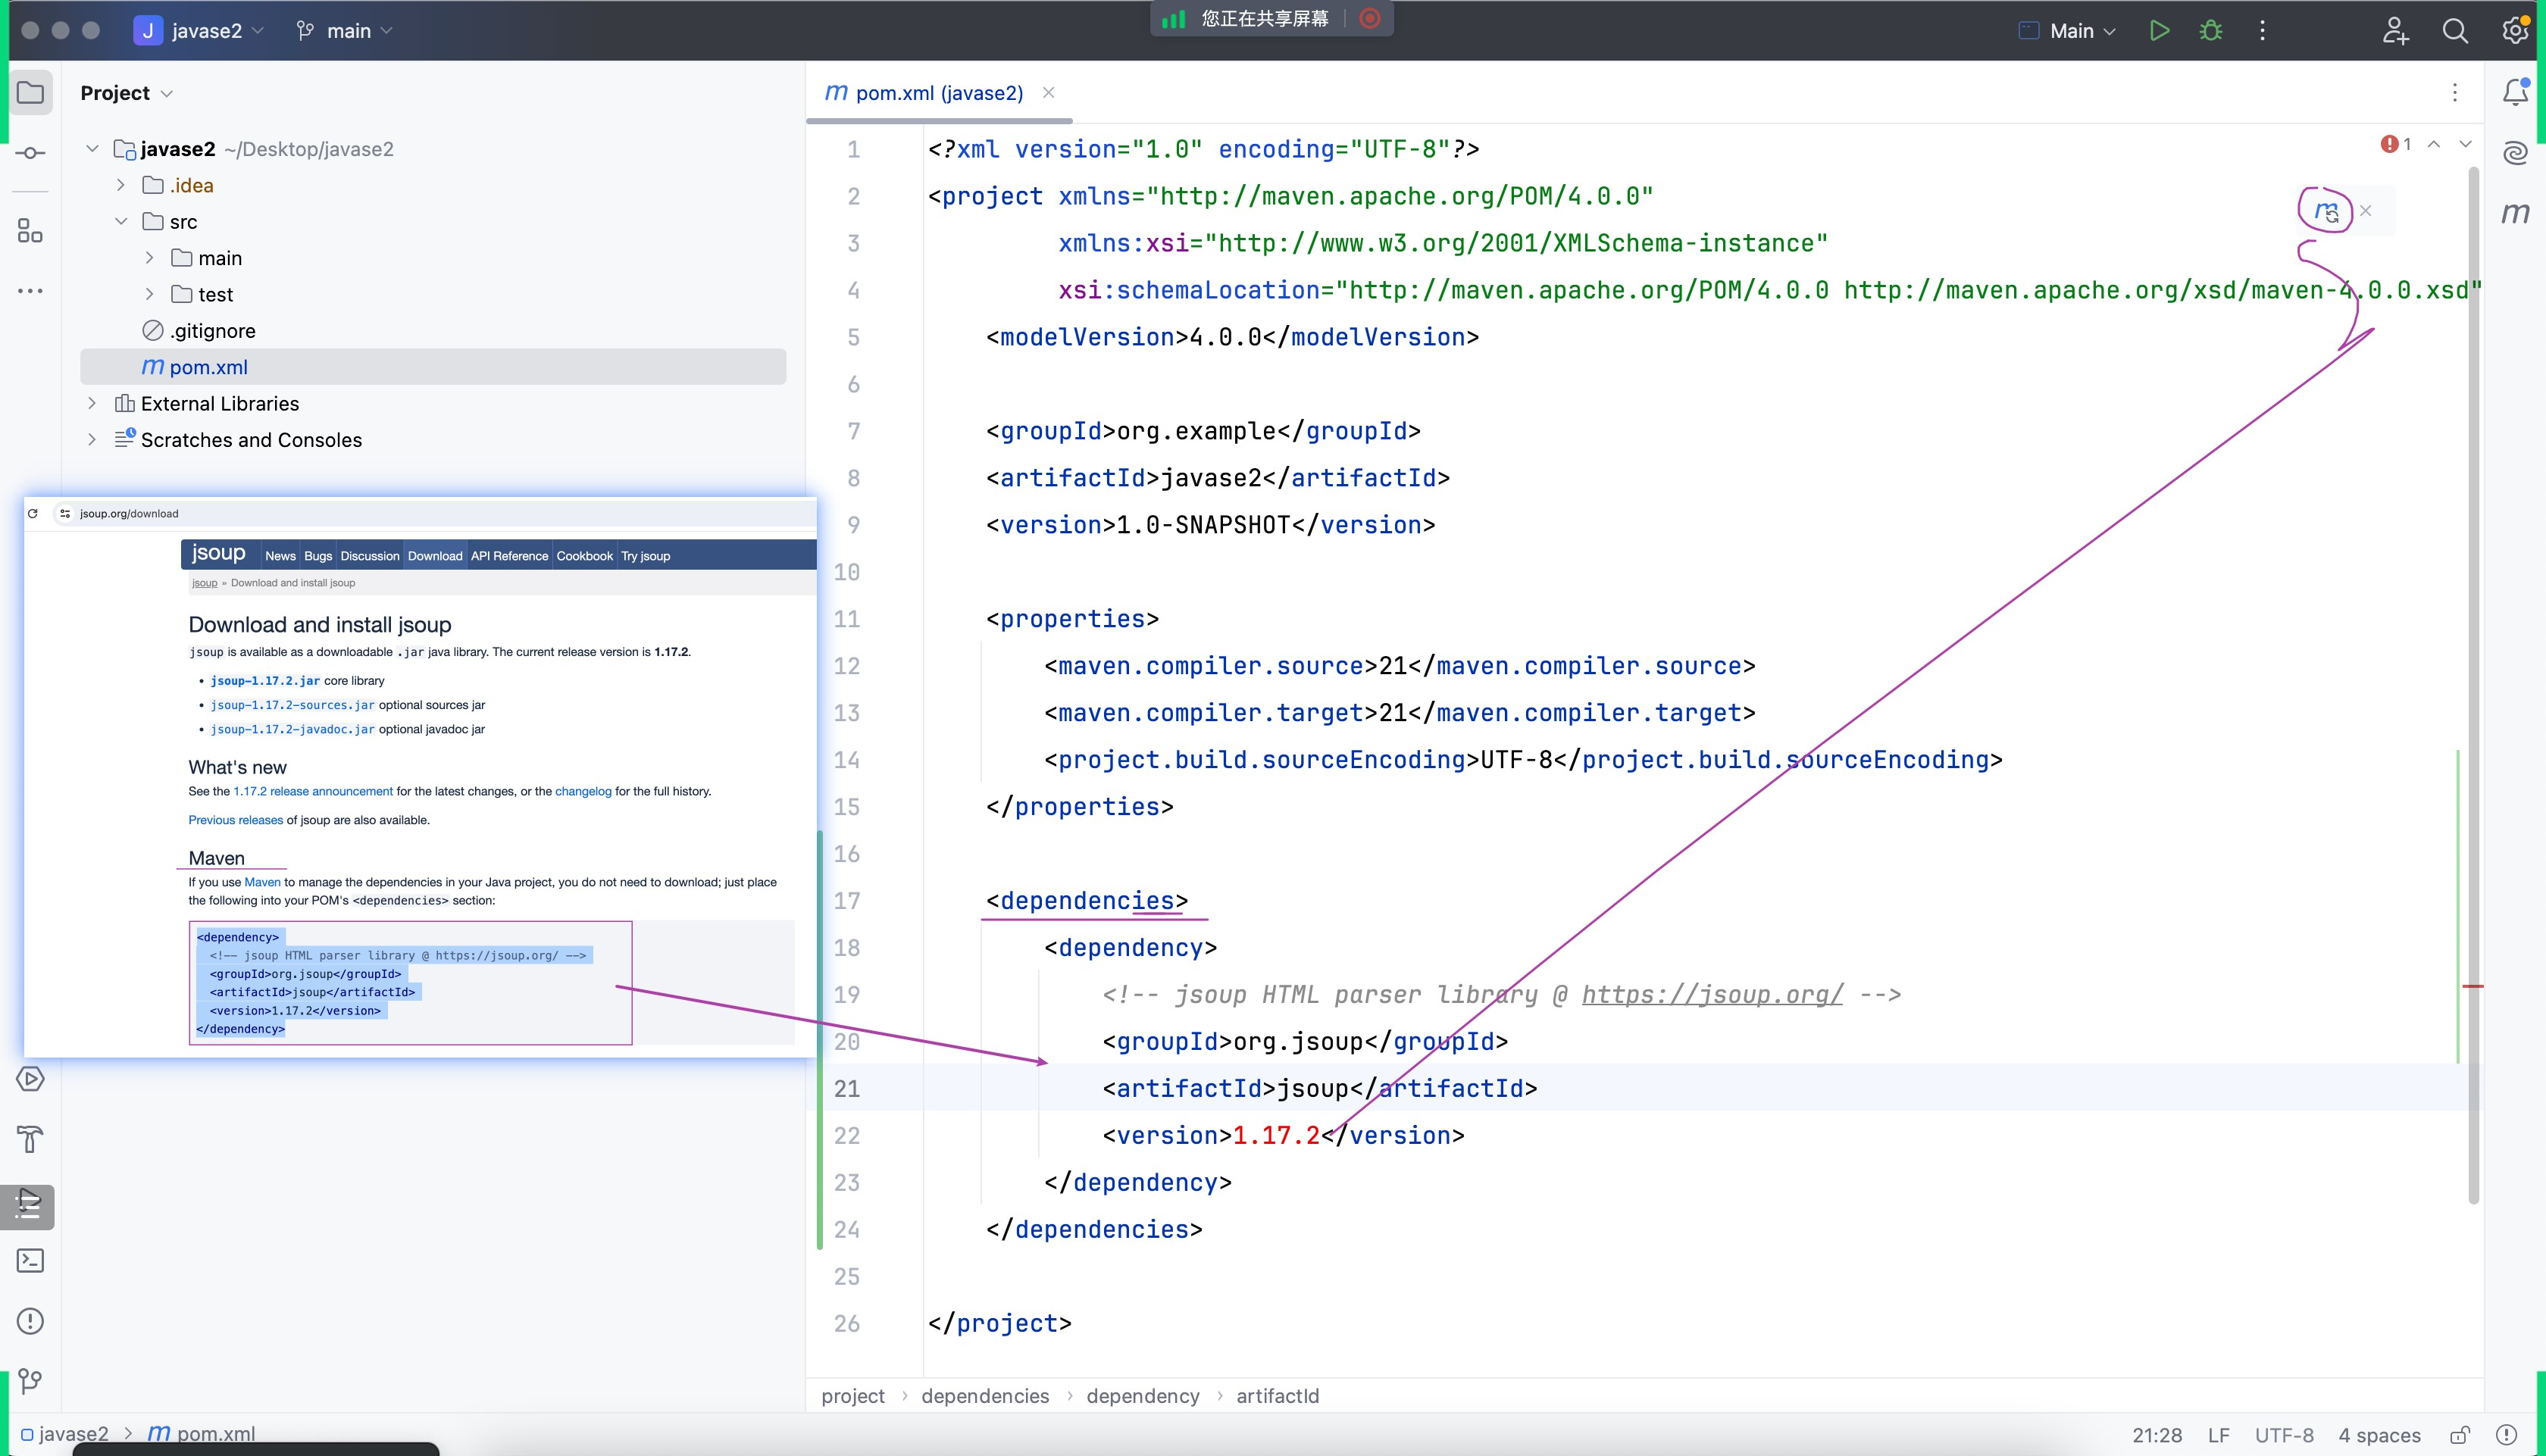 J javase2 main
您正在共享屏幕
Main
Project
javase2 ~/Desktop/javase2
.idea
src
main
test
.gitignore
m pom.xml
External Libraries
Scratches and Consoles
jsoup.org/download
jsoup News Bugs Discussion Download API Reference Cookbook Try jsoup
jsoup » Download and install jsoup
Download and install jsoup
jsoup is available as a downloadable .jar java library. The current release version is 1.17.2.
• jsoup-1.17.2.jar core library
• jsoup-1.17.2-sources.jar optional sources jar
• jsoup-1.17.2-javadoc.jar optional javadoc jar
What's new
See the 1.17.2 release announcement for the latest changes, or the changelog for the full history.
Previous releases of jsoup are also available.
Maven
If you use Maven to manage the dependencies in your Java project, you do not need to download; just place
the following into your POM's <dependencies> section:
<dependency>
<!-- jsoup HTML parser library @ https://jsoup.org/ -->
<groupId>org.jsoup</groupId>
<artifactId>jsoup</artifactId>
<version>1.17.2</version>
</dependency>
m pom.xml (javase2)
1
m
m
1 <?xml version="1.0" encoding="UTF-8"?>
2 <project xmlns="http://maven.apache.org/POM/4.0.0"
3 xmlns:xsi="http://www.w3.org/2001/XMLSchema-instance"
4 xsi:schemaLocation="http://maven.apache.org/POM/4.0.0 http://maven.apache.org/xsd/maven-4.0.0.xsd"
5 <modelVersion>4.0.0</modelVersion>
6
7 <groupId>org.example</groupId>
8 <artifactId>javase2</artifactId>
9 <version>1.0-SNAPSHOT</version>
10
11 <properties>
12 <maven.compiler.source>21</maven.compiler.source>
13 <maven.compiler.target>21</maven.compiler.target>
14 <project.build.sourceEncoding>UTF-8</project.build.sourceEncoding>
15 </properties>
16
17 <dependencies>
18 <dependency>
19 <!-- jsoup HTML parser library @ https://jsoup.org/ -->
20 <groupId>org.jsoup</groupId>
21 <artifactId>jsoup</artifactId>
22 <version>1.17.2</version>
23 </dependency>
24 </dependencies>
25
26 </project>
project > dependencies > dependency > artifactId
javase2 > m pom.xml
21:28 LF UTF-8 4 spaces